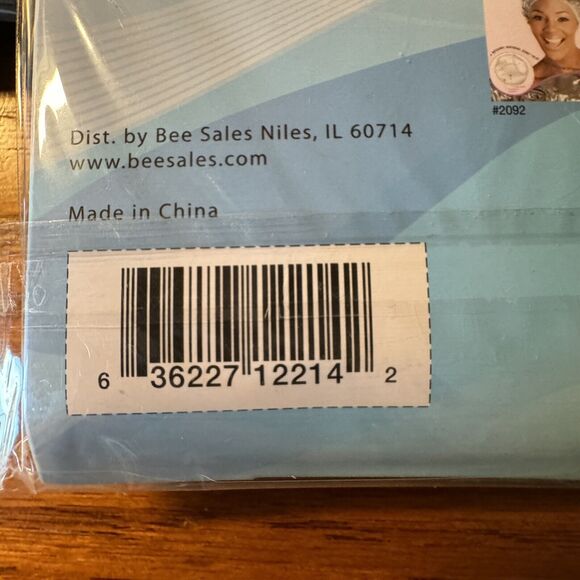 #2092
Dist. by Bee Sales Niles, IL 60714
www.beesales.com
Made in China
6 36227 12214 2